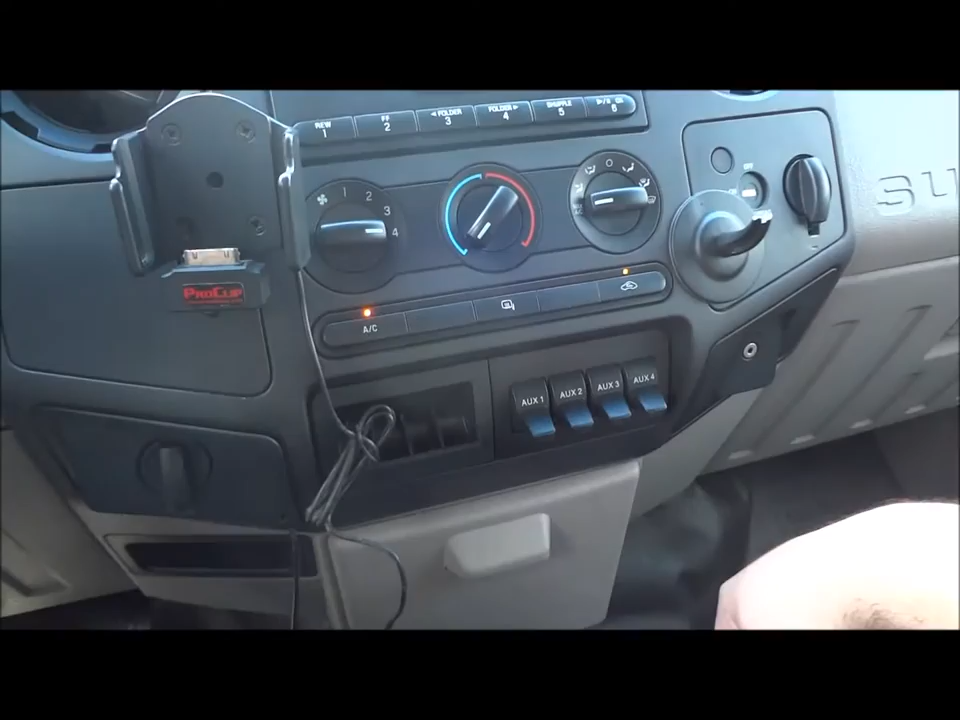 REW 1
FF 2
◁ FOLDER 3
FOLDER ▷ 4
SHUFFLE 5
6
1 2 3 4
O
OFF
SU
PROCLIP
A/C
AUX 1
AUX 2
AUX 3
AUX 4